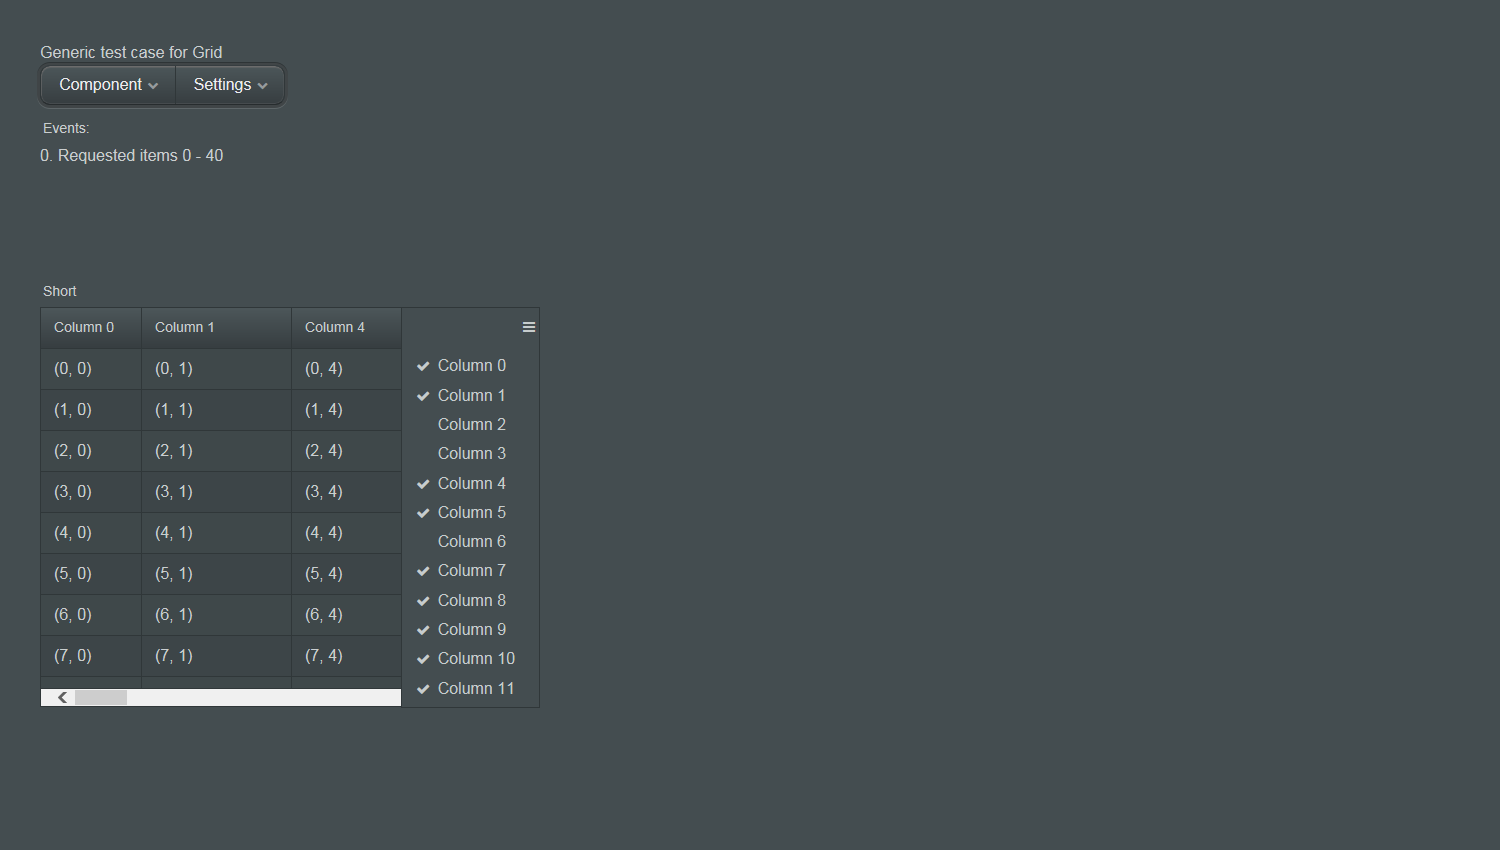 Generic test case for Grid
Component Settings
Events:
0. Requested items 0 - 40
Short
Column 0 Column 1 Column 4
(0, 0) (0, 1) (0, 4)
(1, 0) (1, 1) (1, 4)
(2, 0) (2, 1) (2, 4)
(3, 0) (3, 1) (3, 4)
(4, 0) (4, 1) (4, 4)
(5, 0) (5, 1) (5, 4)
(6, 0) (6, 1) (6, 4)
(7, 0) (7, 1) (7, 4)
Column 0
Column 1
Column 2
Column 3
Column 4
Column 5
Column 6
Column 7
Column 8
Column 9
Column 10
Column 11